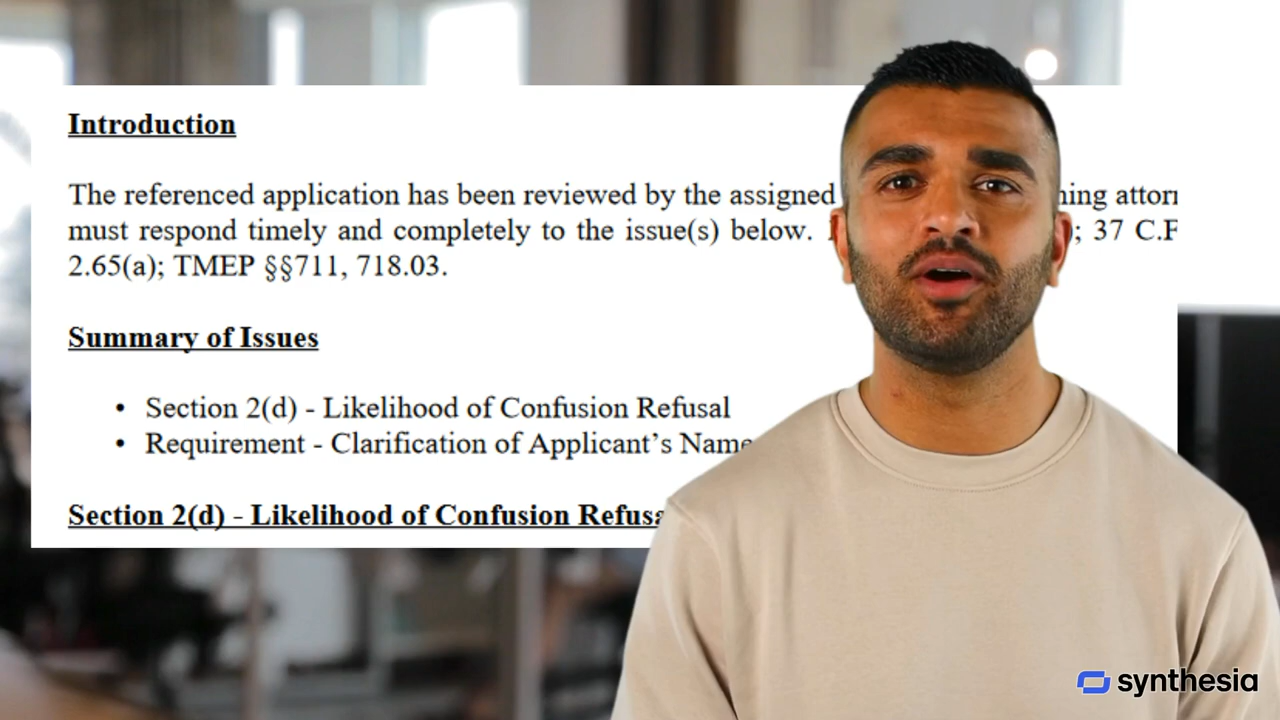 Introduction
The referenced application has been reviewed by the assigned
must respond timely and completely to the issue(s) below. ; 37 C.F
2.65(a); TMEP §§711, 718.03.
Summary of Issues
• Section 2(d) - Likelihood of Confusion Refusal
• Requirement - Clarification of Applicant’s Name
Section 2(d) - Likelihood of Confusion Refusa
synthesia